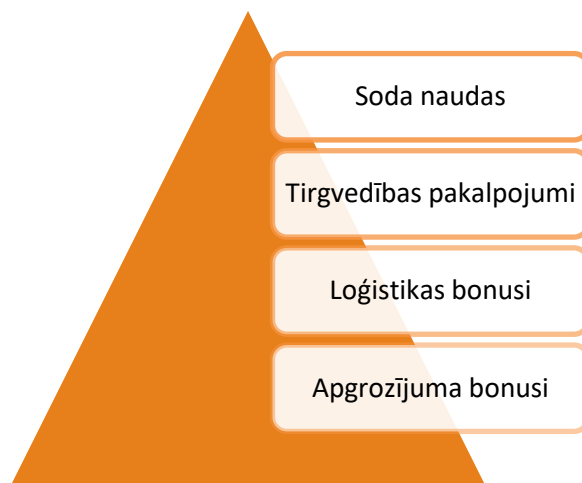 Soda naudas
Tirgvedības pakalpojumi
Loģistikas bonusi
Apgrozījuma bonusi